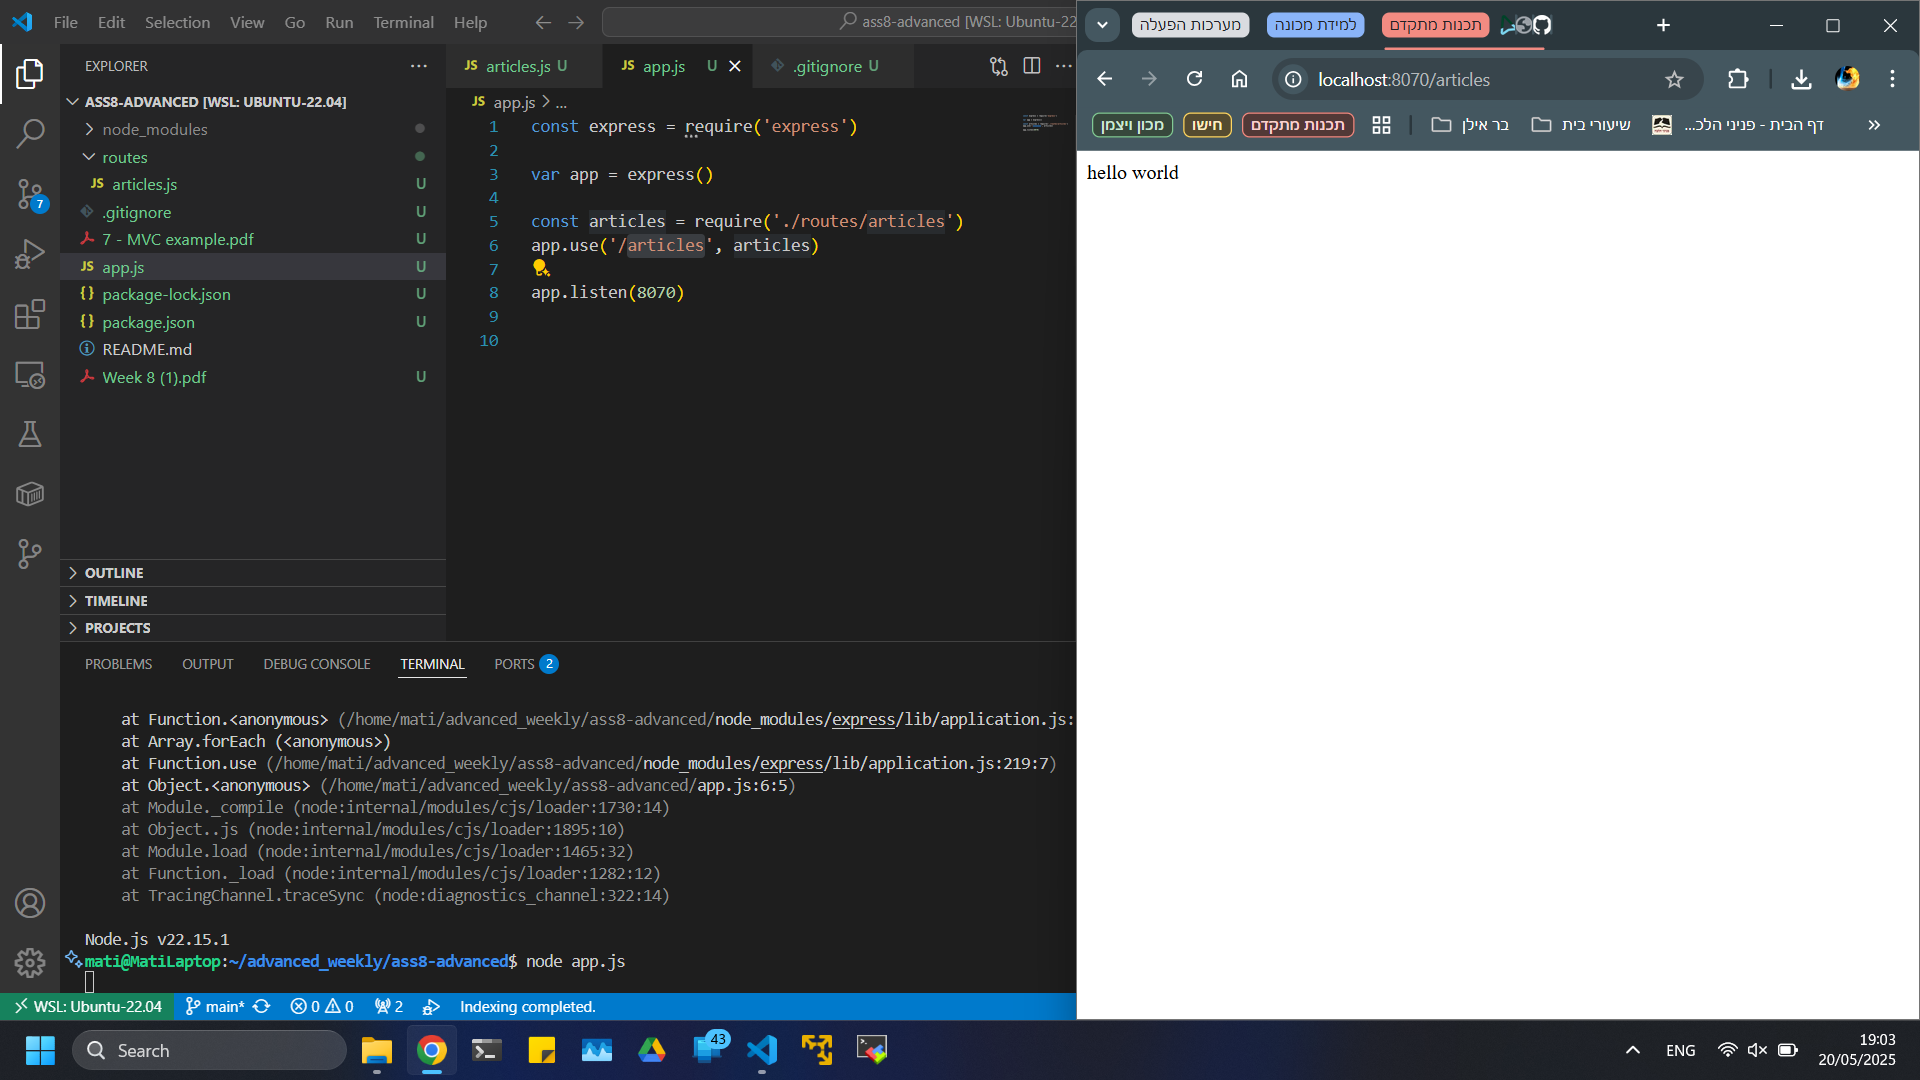 File Edit Selection View Go Run Terminal Help
ass8-advanced [WSL: Ubuntu-22
EXPLORER
ASS8-ADVANCED [WSL: UBUNTU-22.04]
node_modules
routes
JS articles.js U
.gitignore U
7 - MVC example.pdf U
JS app.js U
{} package-lock.json U
{} package.json U
README.md
Week 8 (1).pdf U
OUTLINE
TIMELINE
PROJECTS
7
JS articles.js U
JS app.js U
.gitignore U
JS app.js > ...
1 const express = require('express')
2
3 var app = express()
4
5 const articles = require('./routes/articles')
6 app.use('/articles', articles)
7
8 app.listen(8070)
9
10
PROBLEMS OUTPUT DEBUG CONSOLE TERMINAL PORTS 2
at Function.<anonymous> (/home/mati/advanced_weekly/ass8-advanced/node_modules/express/lib/application.js:
at Array.forEach (<anonymous>)
at Function.use (/home/mati/advanced_weekly/ass8-advanced/node_modules/express/lib/application.js:219:7)
at Object.<anonymous> (/home/mati/advanced_weekly/ass8-advanced/app.js:6:5)
at Module._compile (node:internal/modules/cjs/loader:1730:14)
at Object..js (node:internal/modules/cjs/loader:1895:10)
at Module.load (node:internal/modules/cjs/loader:1465:32)
at Function._load (node:internal/modules/cjs/loader:1282:12)
at TracingChannel.traceSync (node:diagnostics_channel:322:14)
Node.js v22.15.1
mati@MatiLaptop:~/advanced_weekly/ass8-advanced$ node app.js
WSL: Ubuntu-22.04 main* 0 0 2 Indexing completed.
מערכות הפעלה
למידת מכונה
תכנות מתקדם
localhost:8070/articles
מכון ויצמן
חישו
תכנות מתקדם
בר אילן
שיעורי בית
דף הבית - פניני הלכ...
hello world
Search
43
ENG
19:03
20/05/2025